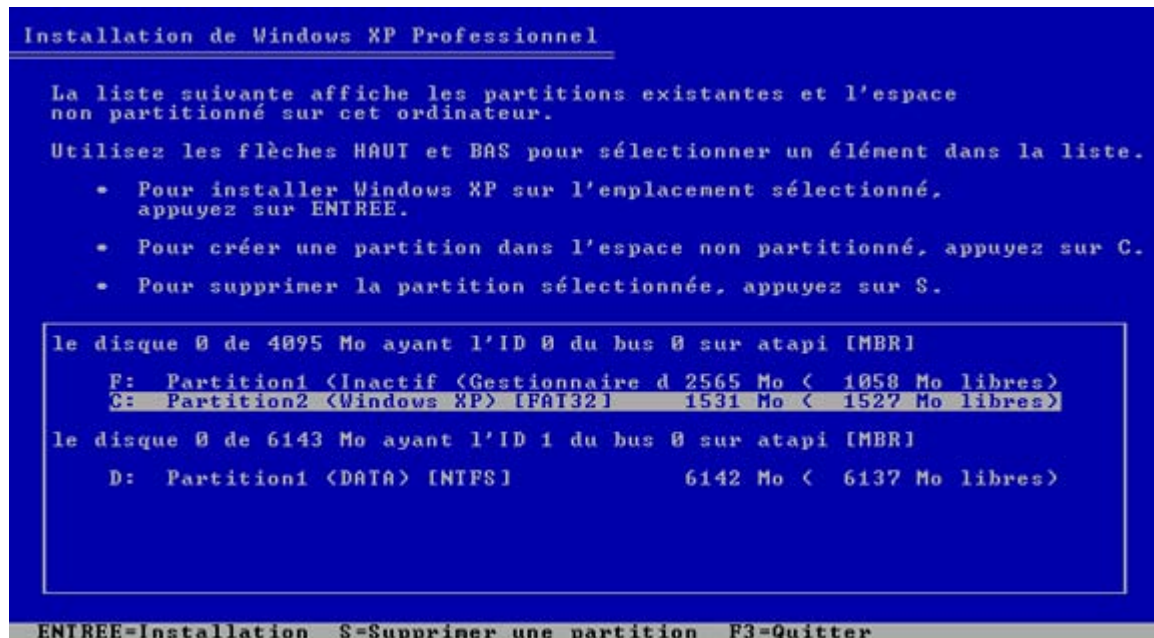 Installation de Windows XP Professionnel
La liste suivante affiche les partitions existantes et l'espace
non partitionné sur cet ordinateur.
Utilisez les flèches HAUT et BAS pour sélectionner un élément dans la liste.
• Pour installer Windows XP sur l'emplacement sélectionné,
appuyez sur ENTREE.
• Pour créer une partition dans l'espace non partitionné, appuyez sur C.
• Pour supprimer la partition sélectionnée, appuyez sur S.
le disque 0 de 4095 Mo ayant l'ID 0 du bus 0 sur atapi [MBR]
F: Partition1 (Inactif (Gestionnaire d 2565 Mo ( 1058 Mo libres)
C: Partition2 (Windows XP) [FAT32] 1531 Mo ( 1527 Mo libres)
le disque 0 de 6143 Mo ayant l'ID 1 du bus 0 sur atapi [MBR]
D: Partition1 (DATA) [NTFS] 6142 Mo ( 6137 Mo libres)
ENTREE=Installation S=Supprimer une partition F3=Quitter